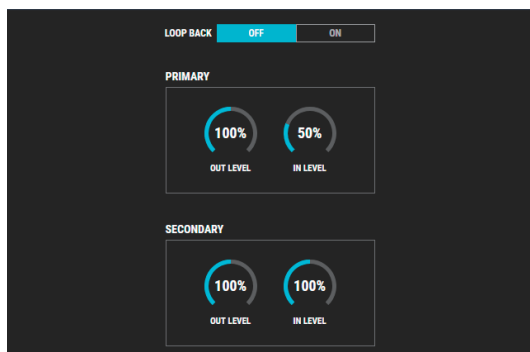 LOOP BACK OFF ON
PRIMARY
100% 50%
OUT LEVEL IN LEVEL
SECONDARY
100% 100%
OUT LEVEL IN LEVEL